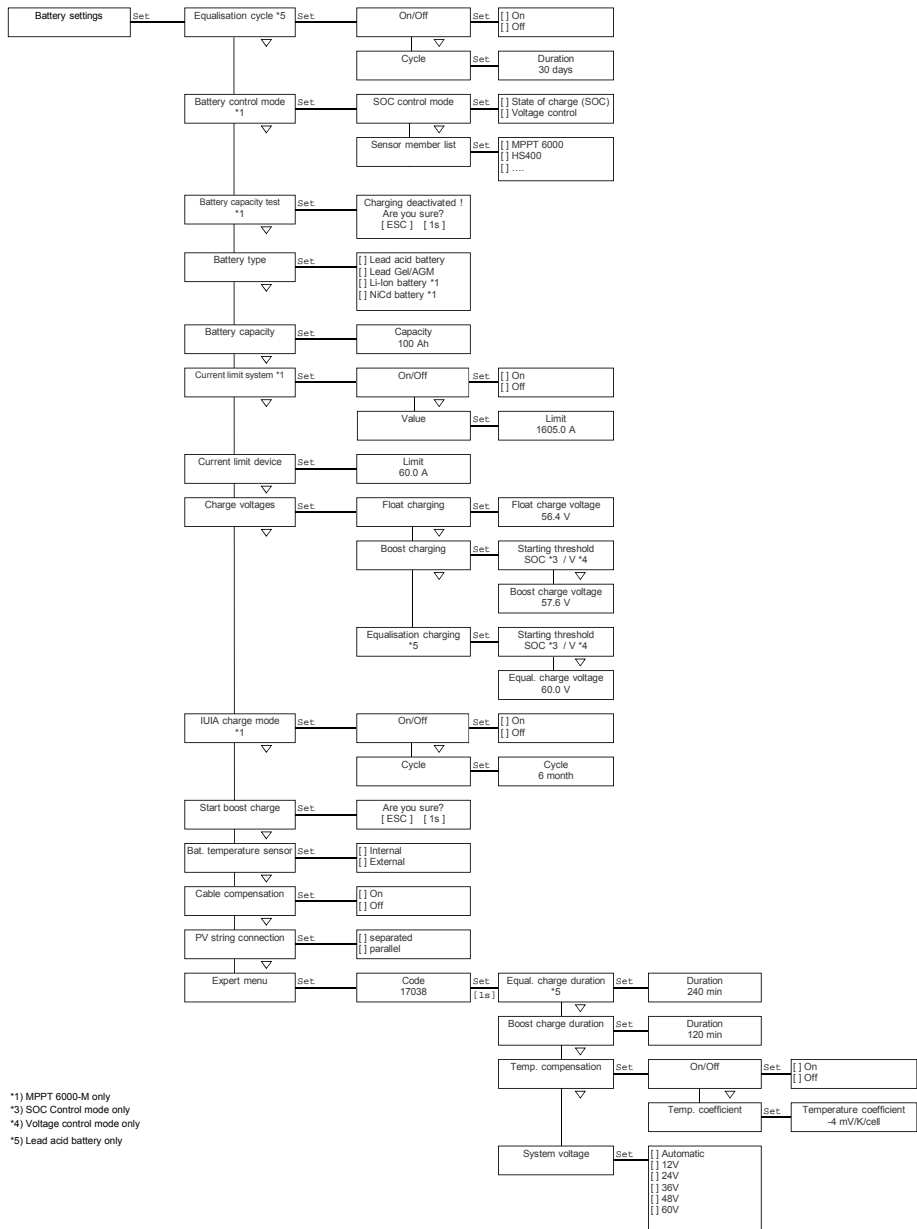 Battery settings
Set
Equalisation cycle *5
Set
On/Off
Set
[ ] On
[ ] Off
Cycle
Set
Duration
30 days
Battery control mode
*1
Set
SOC control mode
Set
[ ] State of charge (SOC)
[ ] Voltage control
Sensor member list
Set
[ ] MPPT 6000
[ ] HS400
[ ] ....
Battery capacity test
*1
Set
Charging deactivated !
Are you sure?
[ ESC ] [ 1s ]
Battery type
Set
[ ] Lead acid battery
[ ] Lead Gel/AGM
[ ] Li-Ion battery *1
[ ] NiCd battery *1
Battery capacity
Set
Capacity
100 Ah
Current limit system *1
Set
On/Off
Set
[ ] On
[ ] Off
Value
Set
Limit
1605.0 A
Current limit device
Set
Limit
60.0 A
Charge voltages
Set
Float charging
Set
Float charge voltage
56.4 V
Boost charging
Set
Starting threshold
SOC *3 / V *4
Boost charge voltage
57.6 V
Equalisation charging
*5
Set
Starting threshold
SOC *3 / V *4
Equal. charge voltage
60.0 V
IUIA charge mode
*1
Set
On/Off
Set
[ ] On
[ ] Off
Cycle
Set
Cycle
6 month
Start boost charge
Set
Are you sure?
[ ESC ] [ 1s ]
Bat. temperature sensor
Set
[ ] Internal
[ ] External
Cable compensation
Set
[ ] On
[ ] Off
PV string connection
Set
[ ] separated
[ ] parallel
Expert menu
Set
Code
17038
Set
[1s]
Equal. charge duration
*5
Set
Duration
240 min
Boost charge duration
Set
Duration
120 min
Temp. compensation
Set
On/Off
Set
[ ] On
[ ] Off
Temp. coefficient
Set
Temperature coefficient
-4 mV/K/cell
System voltage
Set
[ ] Automatic
[ ] 12V
[ ] 24V
[ ] 36V
[ ] 48V
[ ] 60V
*1) MPPT 6000-M only
*3) SOC Control mode only
*4) Voltage control mode only
*5) Lead acid battery only